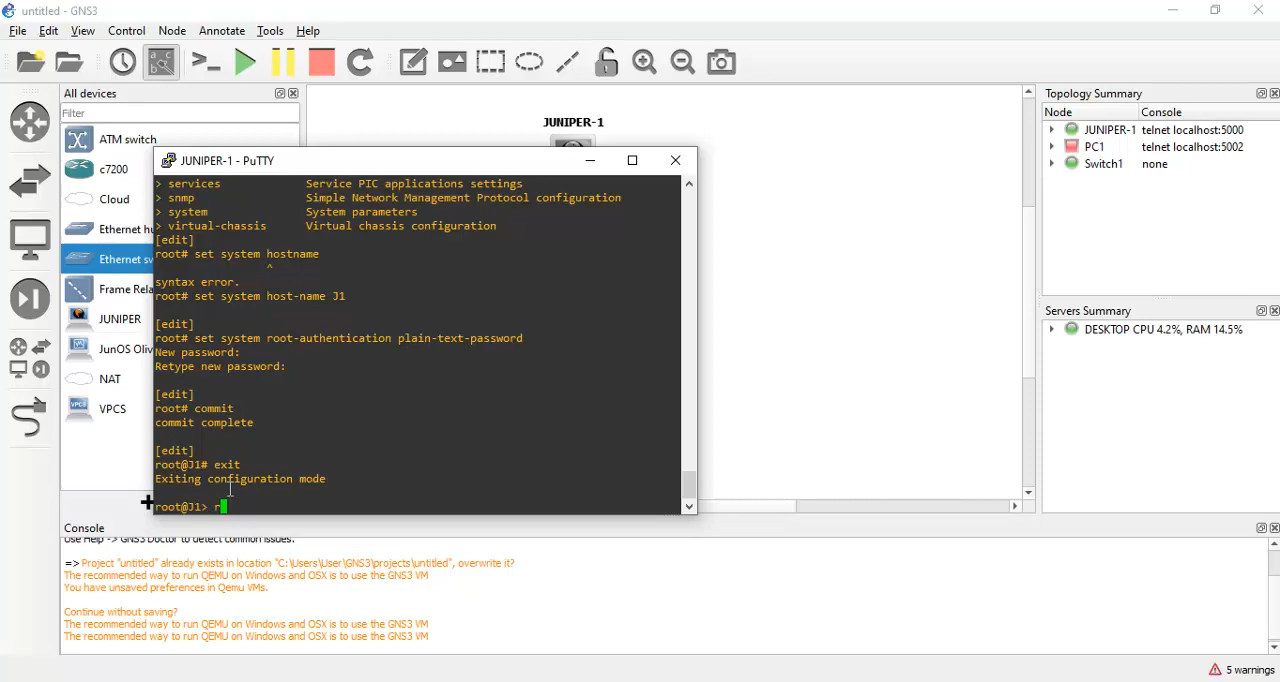 untitled - GNS3
File Edit View Control Node Annotate Tools Help
All devices
Filter
ATM switch
c7200
Cloud
Ethernet hu
Ethernet sv
Frame Rela
JUNIPER
JunOS Oliv
NAT
VPCS
JUNIPER-1
JUNIPER-1 - PuTTY
> services Service PIC applications settings
> snmp Simple Network Management Protocol configuration
> system System parameters
> virtual-chassis Virtual chassis configuration
[edit]
root# set system hostname
^
syntax error.
root# set system host-name J1
[edit]
root# set system root-authentication plain-text-password
New password:
Retype new password:
[edit]
root# commit
commit complete
[edit]
root@J1# exit
Exiting configuration mode
root@J1> r
Topology Summary
Node Console
JUNIPER-1 telnet localhost:5000
PC1 telnet localhost:5002
Switch1 none
Servers Summary
DESKTOP CPU 4.2%, RAM 14.5%
Console
Use Help -> GNS3 Doctor to detect common issues.
=> Project "untitled" already exists in location "C:\Users\User\GNS3\projects\untitled", overwrite it?
The recommended way to run QEMU on Windows and OSX is to use the GNS3 VM
You have unsaved preferences in Qemu VMs.
Continue without saving?
The recommended way to run QEMU on Windows and OSX is to use the GNS3 VM
The recommended way to run QEMU on Windows and OSX is to use the GNS3 VM
5 warnings